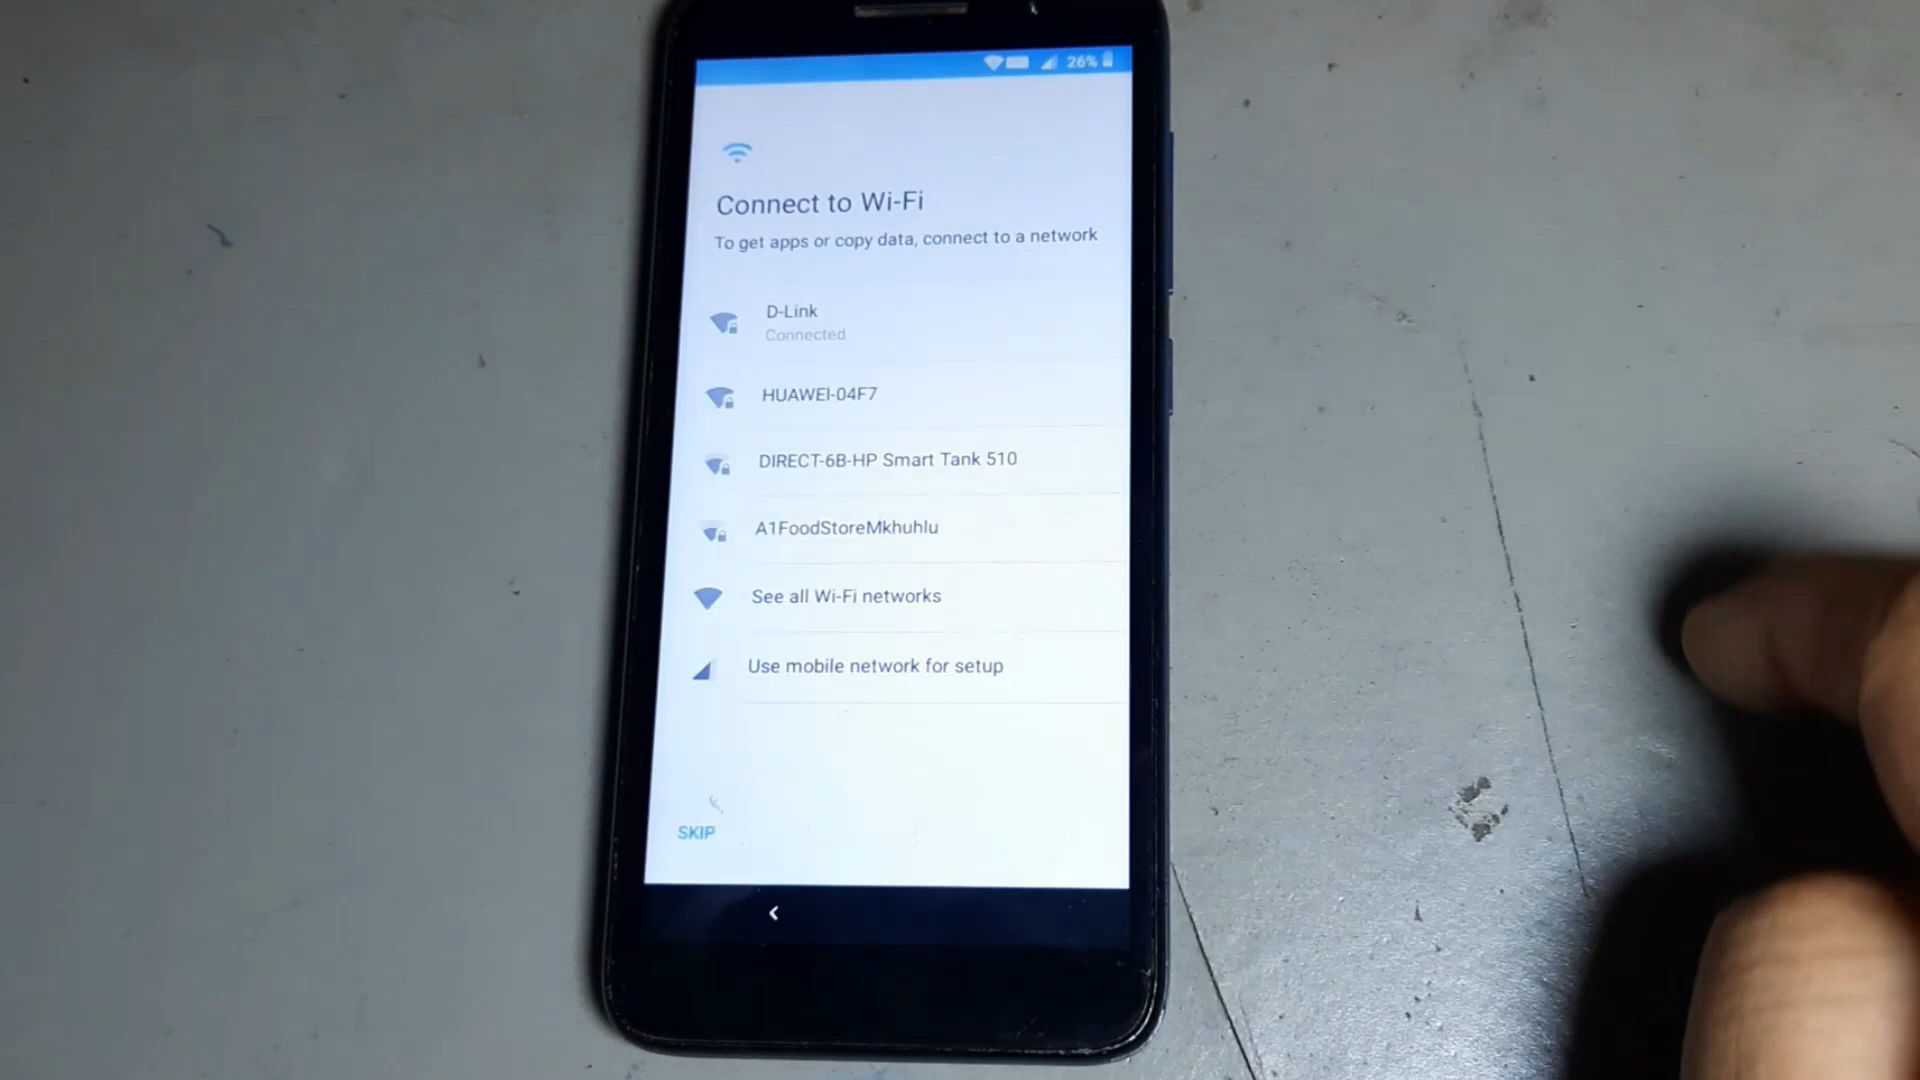 26%
Connect to Wi-Fi
To get apps or copy data, connect to a network
D-Link
Connected
HUAWEI-04F7
DIRECT-6B-HP Smart Tank 510
A1FoodStoreMkhuhlu
See all Wi-Fi networks
Use mobile network for setup
SKIP